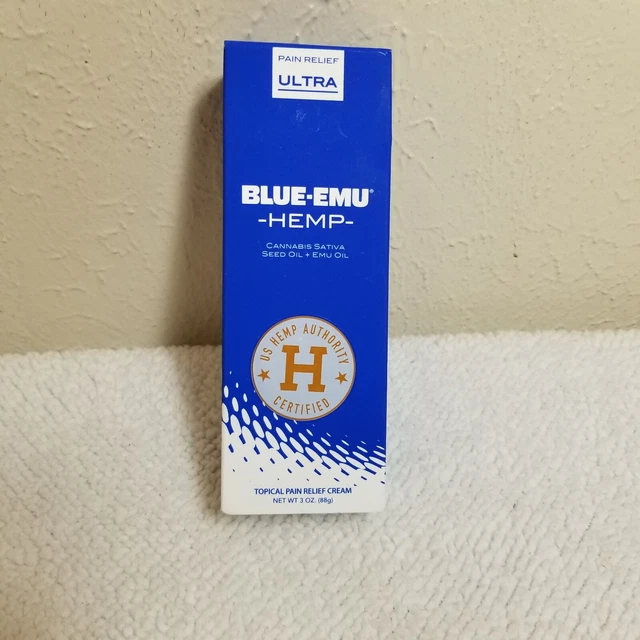 PAIN RELIEF
ULTRA
BLUE-EMU®
-HEMP-
CANNABIS SATIVA
SEED OIL + EMU OIL
US HEMP AUTHORITY
H
CERTIFIED
TOPICAL PAIN RELIEF CREAM
NET WT 3 OZ. (88g)